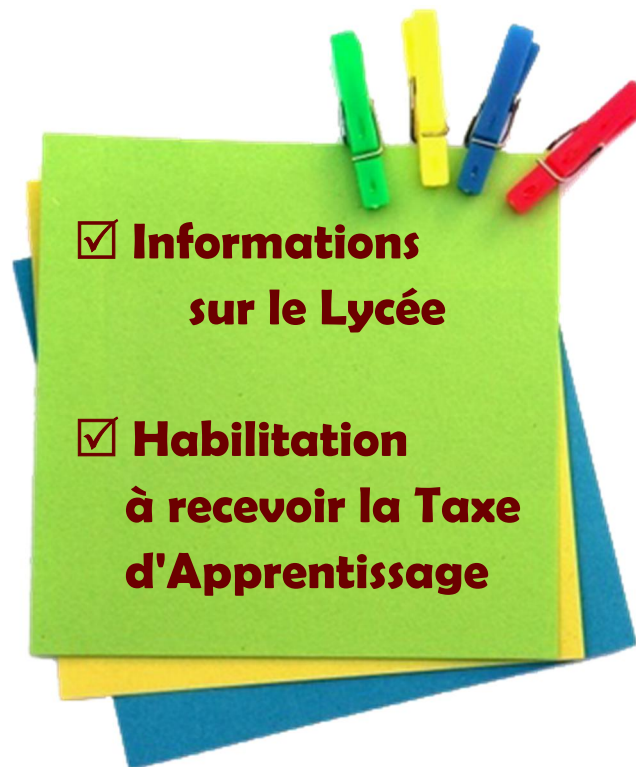 ☑ Informations
sur le Lycée
☑ Habilitation
à recevoir la Taxe
d'Apprentissage